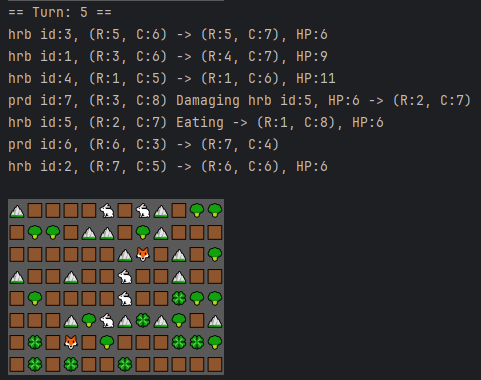 == Turn: 5 ==
hrb id:3, (R:5, C:6) -> (R:5, C:7), HP:6
hrb id:1, (R:3, C:6) -> (R:4, C:7), HP:9
hrb id:4, (R:1, C:5) -> (R:1, C:6), HP:11
prd id:7, (R:3, C:8) Damaging hrb id:5, HP:6 -> (R:2, C:7)
hrb id:5, (R:2, C:7) Eating -> (R:1, C:8), HP:6
prd id:6, (R:6, C:3) -> (R:7, C:4)
hrb id:2, (R:7, C:5) -> (R:6, C:6), HP:6